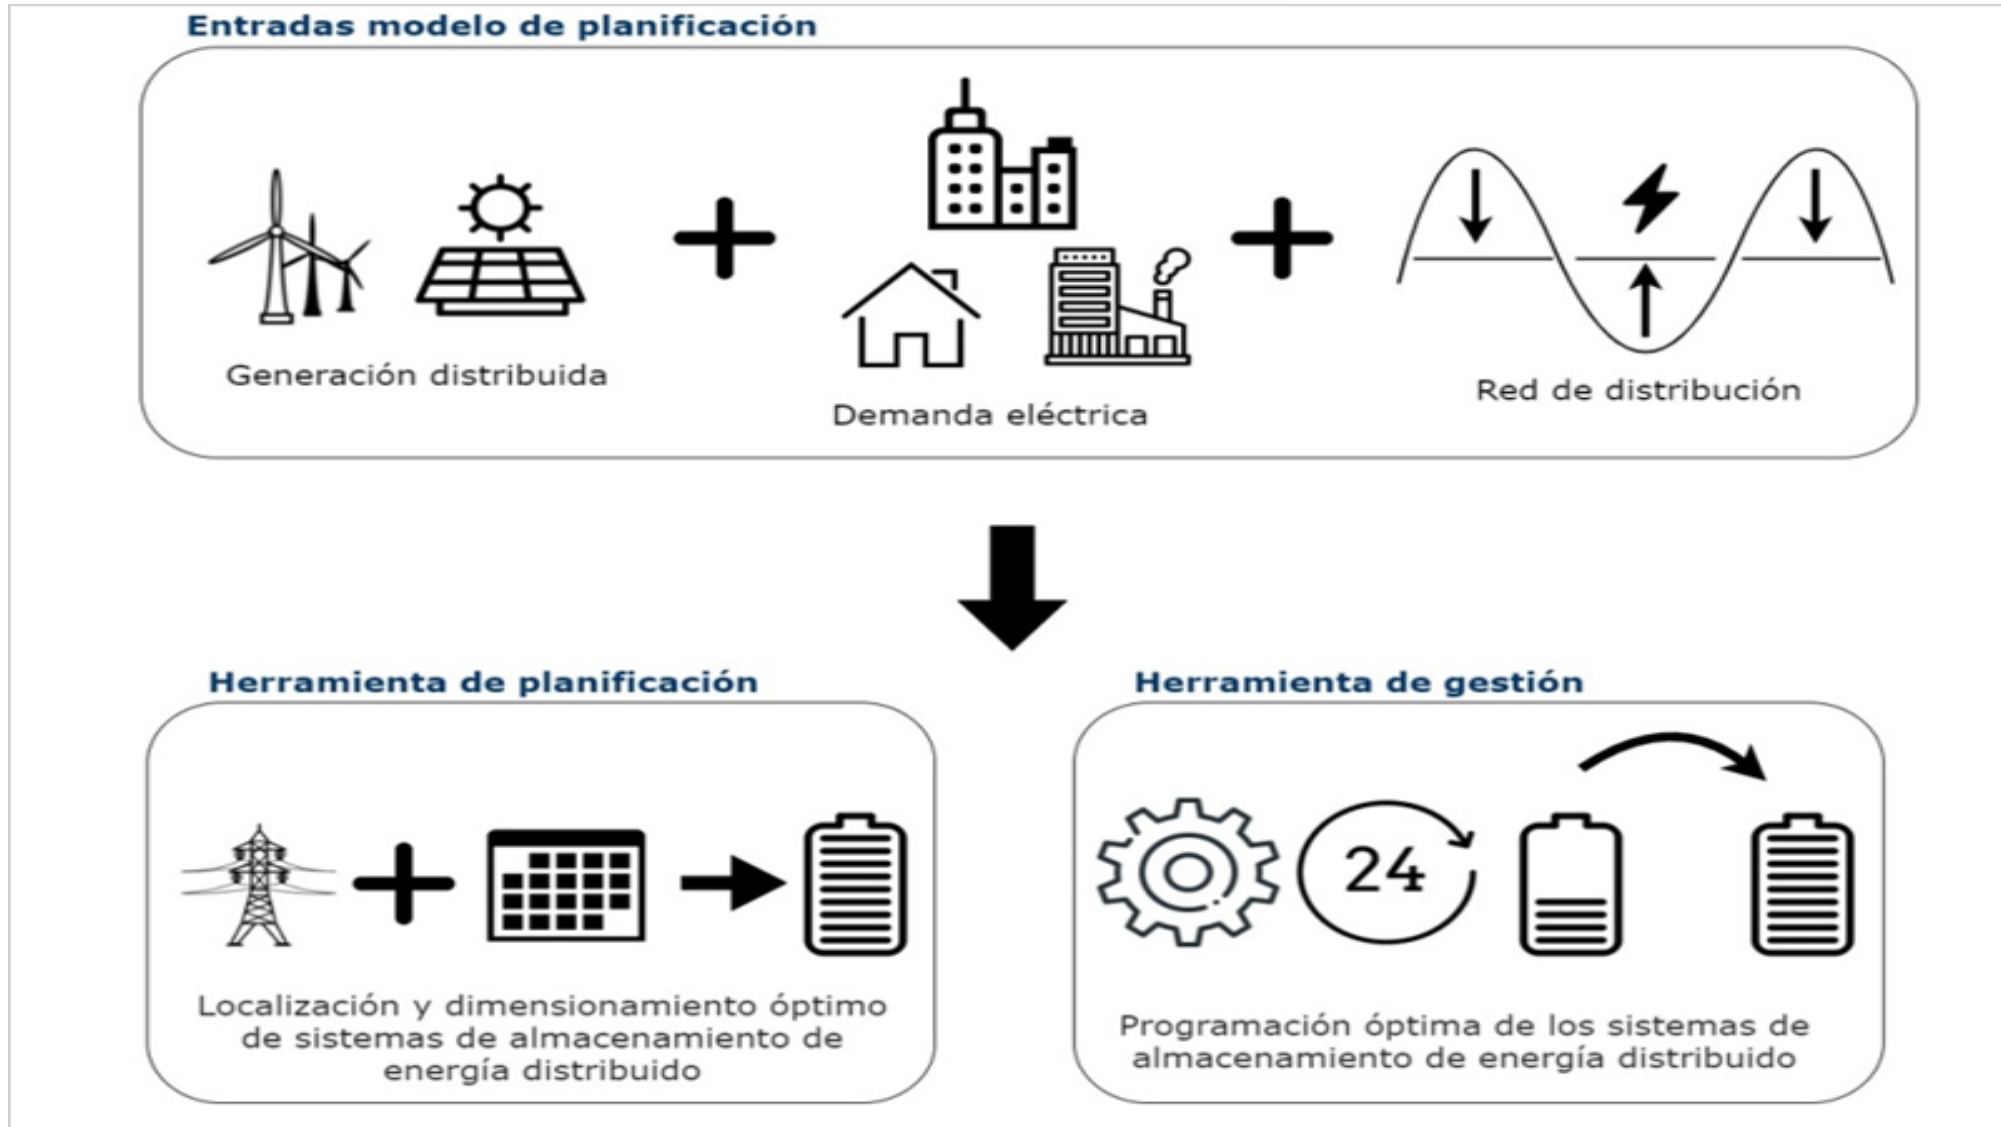 Entradas modelo de planificación
Generación distribuida
Demanda eléctrica
Red de distribución
Herramienta de planificación
Localización y dimensionamiento óptimo
de sistemas de almacenamiento de
energía distribuido
Herramienta de gestión
24
Programación óptima de los sistemas de
almacenamiento de energía distribuido